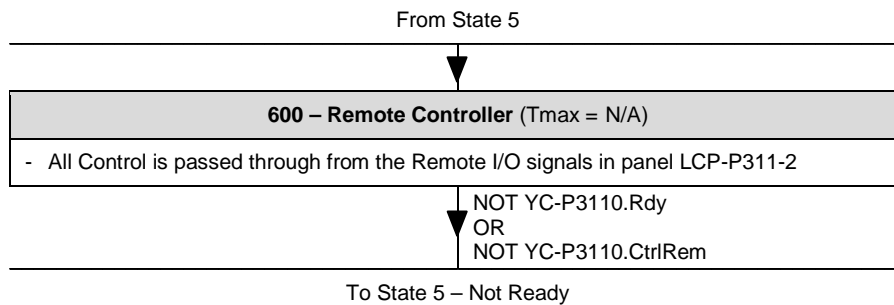 From State 5
600 – Remote Controller (Tmax = N/A)
- All Control is passed through from the Remote I/O signals in panel LCP-P311-2
NOT YC-P3110.Rdy
OR
NOT YC-P3110.CtrlRem
To State 5 – Not Ready